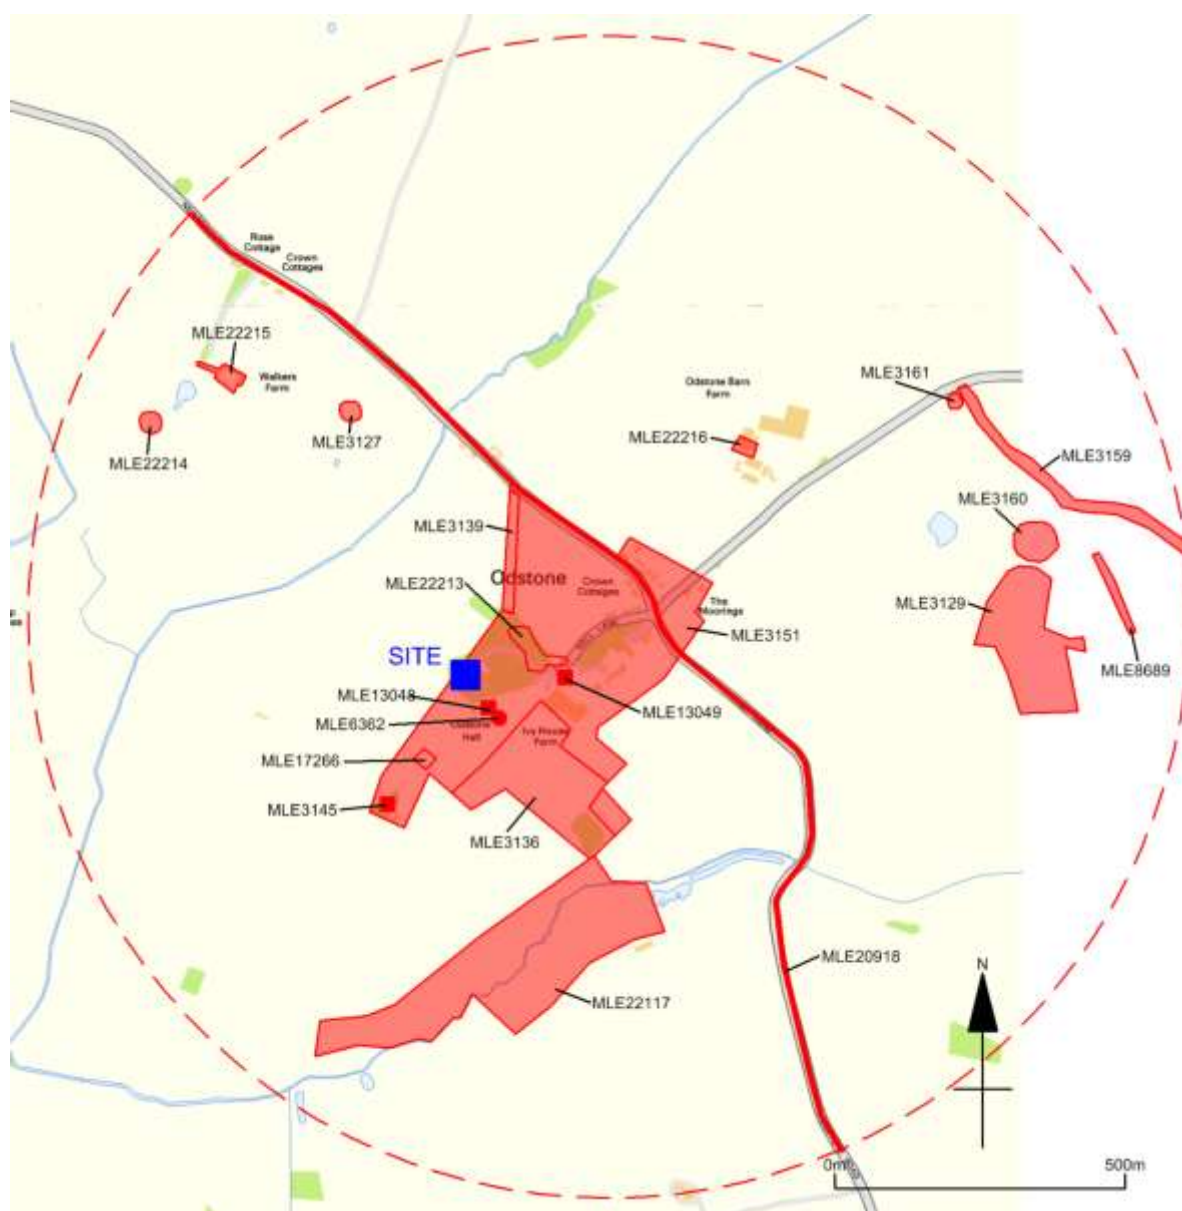 Rose
Cottage
Crown
Cottages
MLE22215
Walkers
Farm
MLE3161
Odstone Barn
Farm
MLE3127
MLE22214
MLE22216
MLE3159
MLE3160
MLE3139
Odstone
MLE22213
Crown
Cottages
The
Moorings
MLE3129
MLE3151
SITE
MLE8689
MLE13048
MLE13049
MLE6362
Hall
Ivy House
Farm
MLE17266
MLE3145
MLE3136
MLE20918
N
MLE22117
0m
500m